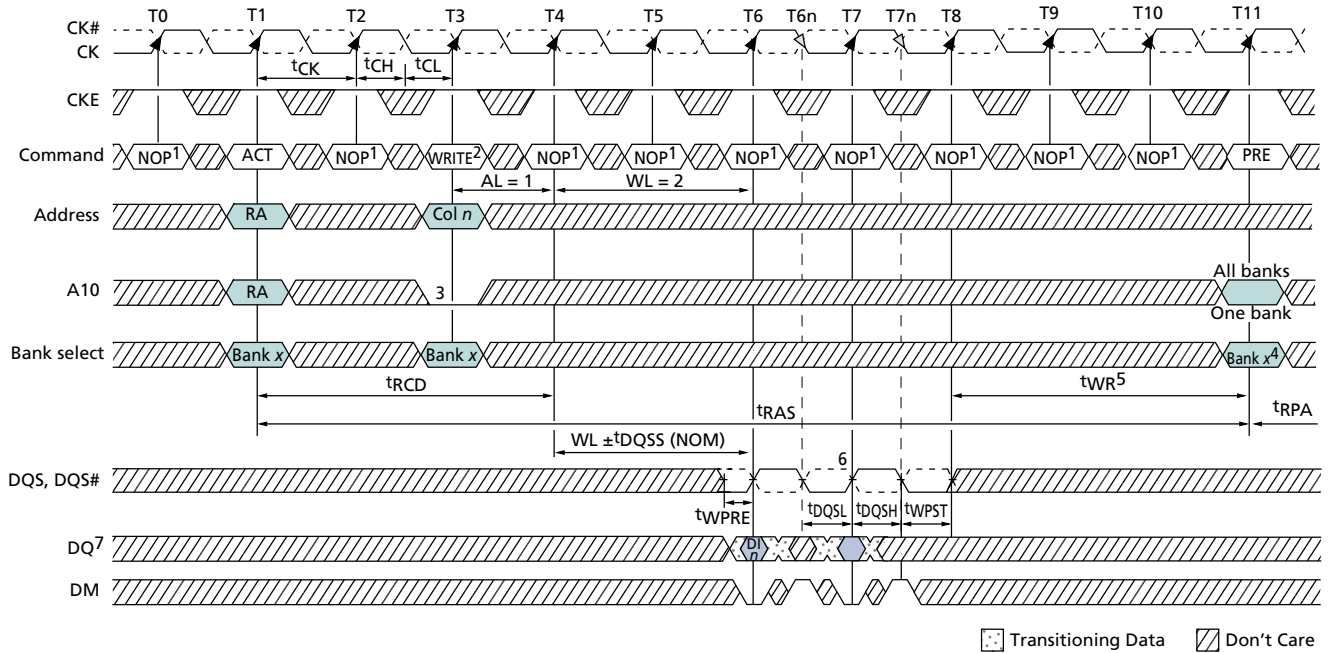 T0 T1 T2 T3 T4 T5 T6 T6n T7 T7n T8 T9 T10 T11
CK#
CK
tCK tCH tCL
CKE
Command NOP1 ACT NOP1 WRITE2 NOP1 NOP1 NOP1 NOP1 NOP1 NOP1 NOP1 PRE
AL = 1 WL = 2
Address RA Col n
All banks
A10 RA 3
One bank
Bank select Bank x Bank x Bank x4
tRCD tWR5
tRAS tRPA
WL ±tDQSS (NOM)
6
DQS, DQS#
tWPRE tDQSL tDQSH tWPST
DQ7 DI n
DM
Transitioning Data Don't Care